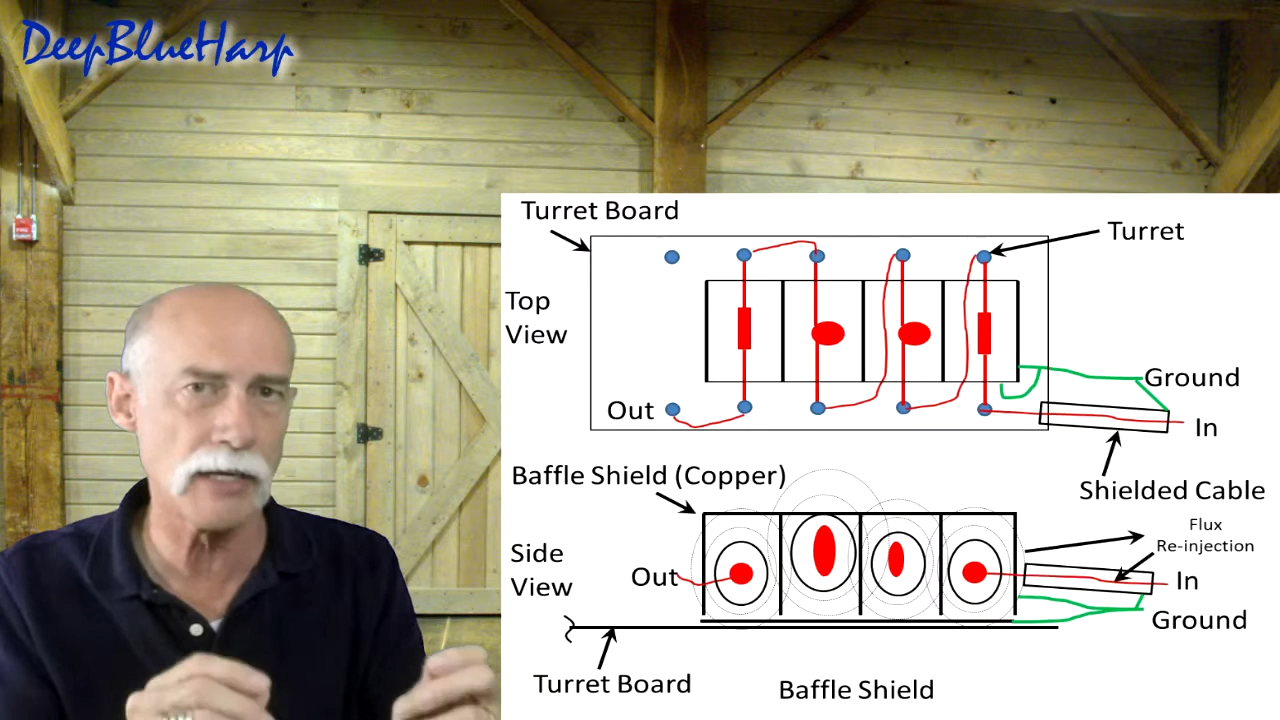 DeepBlueHarp
Turret Board
Turret
Top
View
Ground
Out
In
Baffle Shield (Copper)
Shielded Cable
Flux
Re-injection
Side
View
Out
In
Ground
Turret Board
Baffle Shield